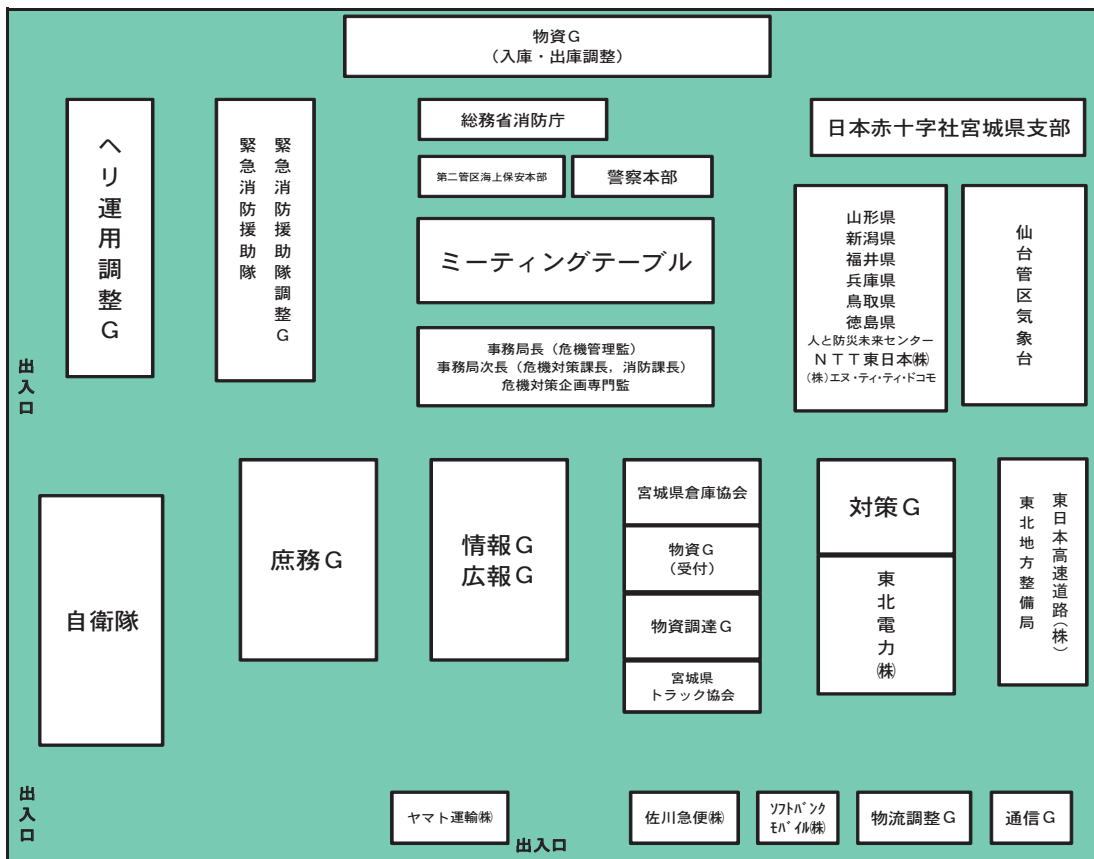 物資G
(入庫・出庫調整)
ヘリ運用調整G
緊急消防援助隊調整G
緊急消防援助隊
総務省消防庁
第二管区海上保安本部
警察本部
ミーティングテーブル
事務局長(危機管理監)
事務局次長(危機対策課長,消防課長)
危機対策企画専門監
日本赤十字社宮城県支部
山形県
新潟県
福井県
兵庫県
鳥取県
徳島県
人と防災未来センター
NTT東日本㈱
(株)エヌ・ティ・ティ・ドコモ
仙台管区気象台
出入口
自衛隊
庶務G
情報G
広報G
宮城県倉庫協会
物資G
(受付)
物資調達G
宮城県
トラック協会
対策G
東北電力㈱
東日本高速道路(株)
東北地方整備局
出入口
ヤマト運輸㈱
出入口
佐川急便㈱
ソフトバンク
モバイル㈱
物流調整G
通信G